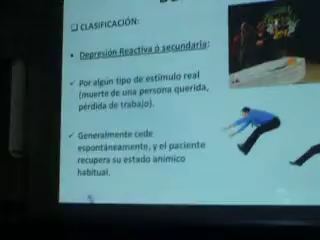 ❑ CLASIFICACIÓN:
• Depresión Reactiva ó secundaria:
✓ Por algún tipo de estímulo real
(muerte de una persona querida,
pérdida de trabajo).
✓ Generalmente cede
espontáneamente, y el paciente
recupera su estado anímico
habitual.